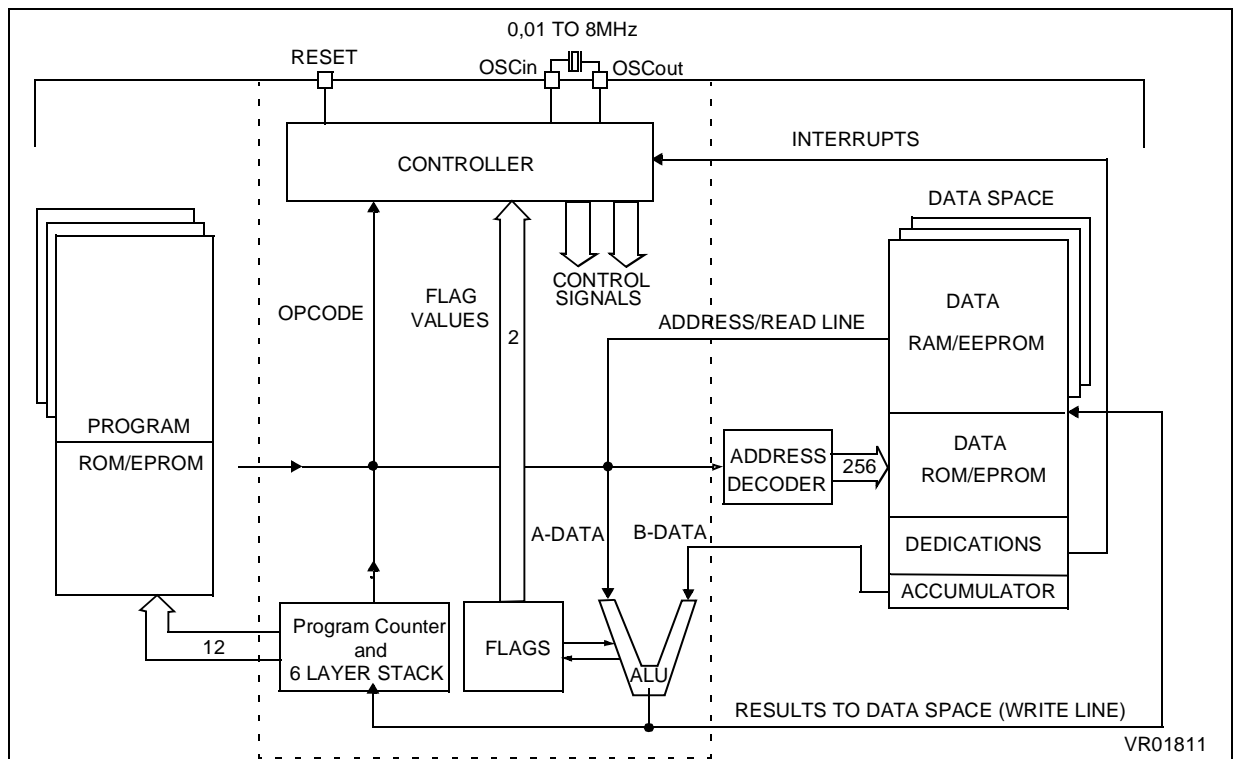 0,01 TO 8MHz
RESET
OSCin
OSCout
INTERRUPTS
CONTROLLER
DATA SPACE
OPCODE
FLAG
VALUES
2
CONTROL
SIGNALS
ADDRESS/READ LINE
DATA
RAM/EEPROM
PROGRAM
ROM/EPROM
ADDRESS
DECODER
256
DATA
ROM/EPROM
A-DATA
B-DATA
DEDICATIONS
ACCUMULATOR
12
Program Counter
and
6 LAYER STACK
FLAGS
ALU
RESULTS TO DATA SPACE (WRITE LINE)
VR01811